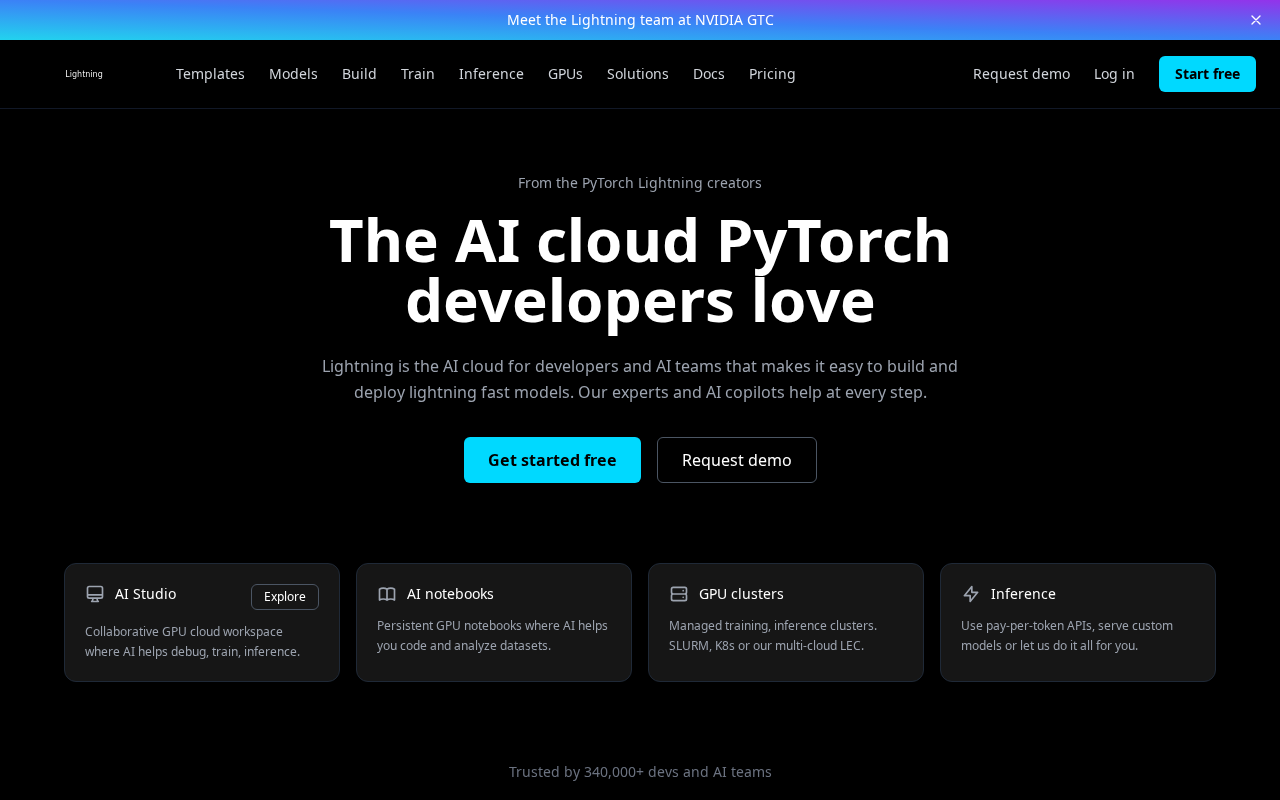 Meet the Lightning team at NVIDIA GTC
Lightning
Templates
Models
Build
Train
Inference
GPUs
Solutions
Docs
Pricing
Request demo
Log in
Start free
From the PyTorch Lightning creators
The AI cloud PyTorch
developers love
Lightning is the AI cloud for developers and AI teams that makes it easy to build and
deploy lightning fast models. Our experts and AI copilots help at every step.
Get started free
Request demo
AI Studio
Explore
Collaborative GPU cloud workspace
where AI helps debug, train, inference.
AI notebooks
Persistent GPU notebooks where AI helps
you code and analyze datasets.
GPU clusters
Managed training, inference clusters.
SLURM, K8s or our multi-cloud LEC.
Inference
Use pay-per-token APIs, serve custom
models or let us do it all for you.
Trusted by 340,000+ devs and AI teams